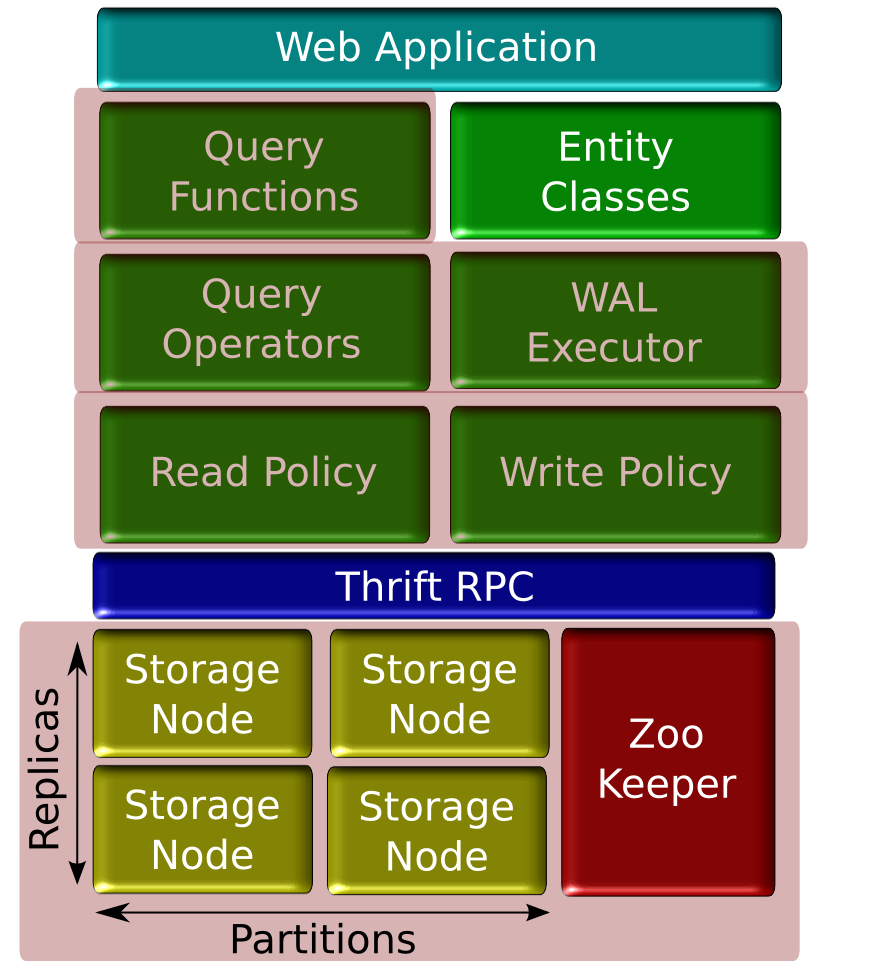 Web Application
Query
Functions
Entity
Classes
Query
Operators
WAL
Executor
Read Policy
Write Policy
Thrift RPC
Replicas
Storage
Node
Storage
Node
Zoo
Keeper
Storage
Node
Storage
Node
Partitions